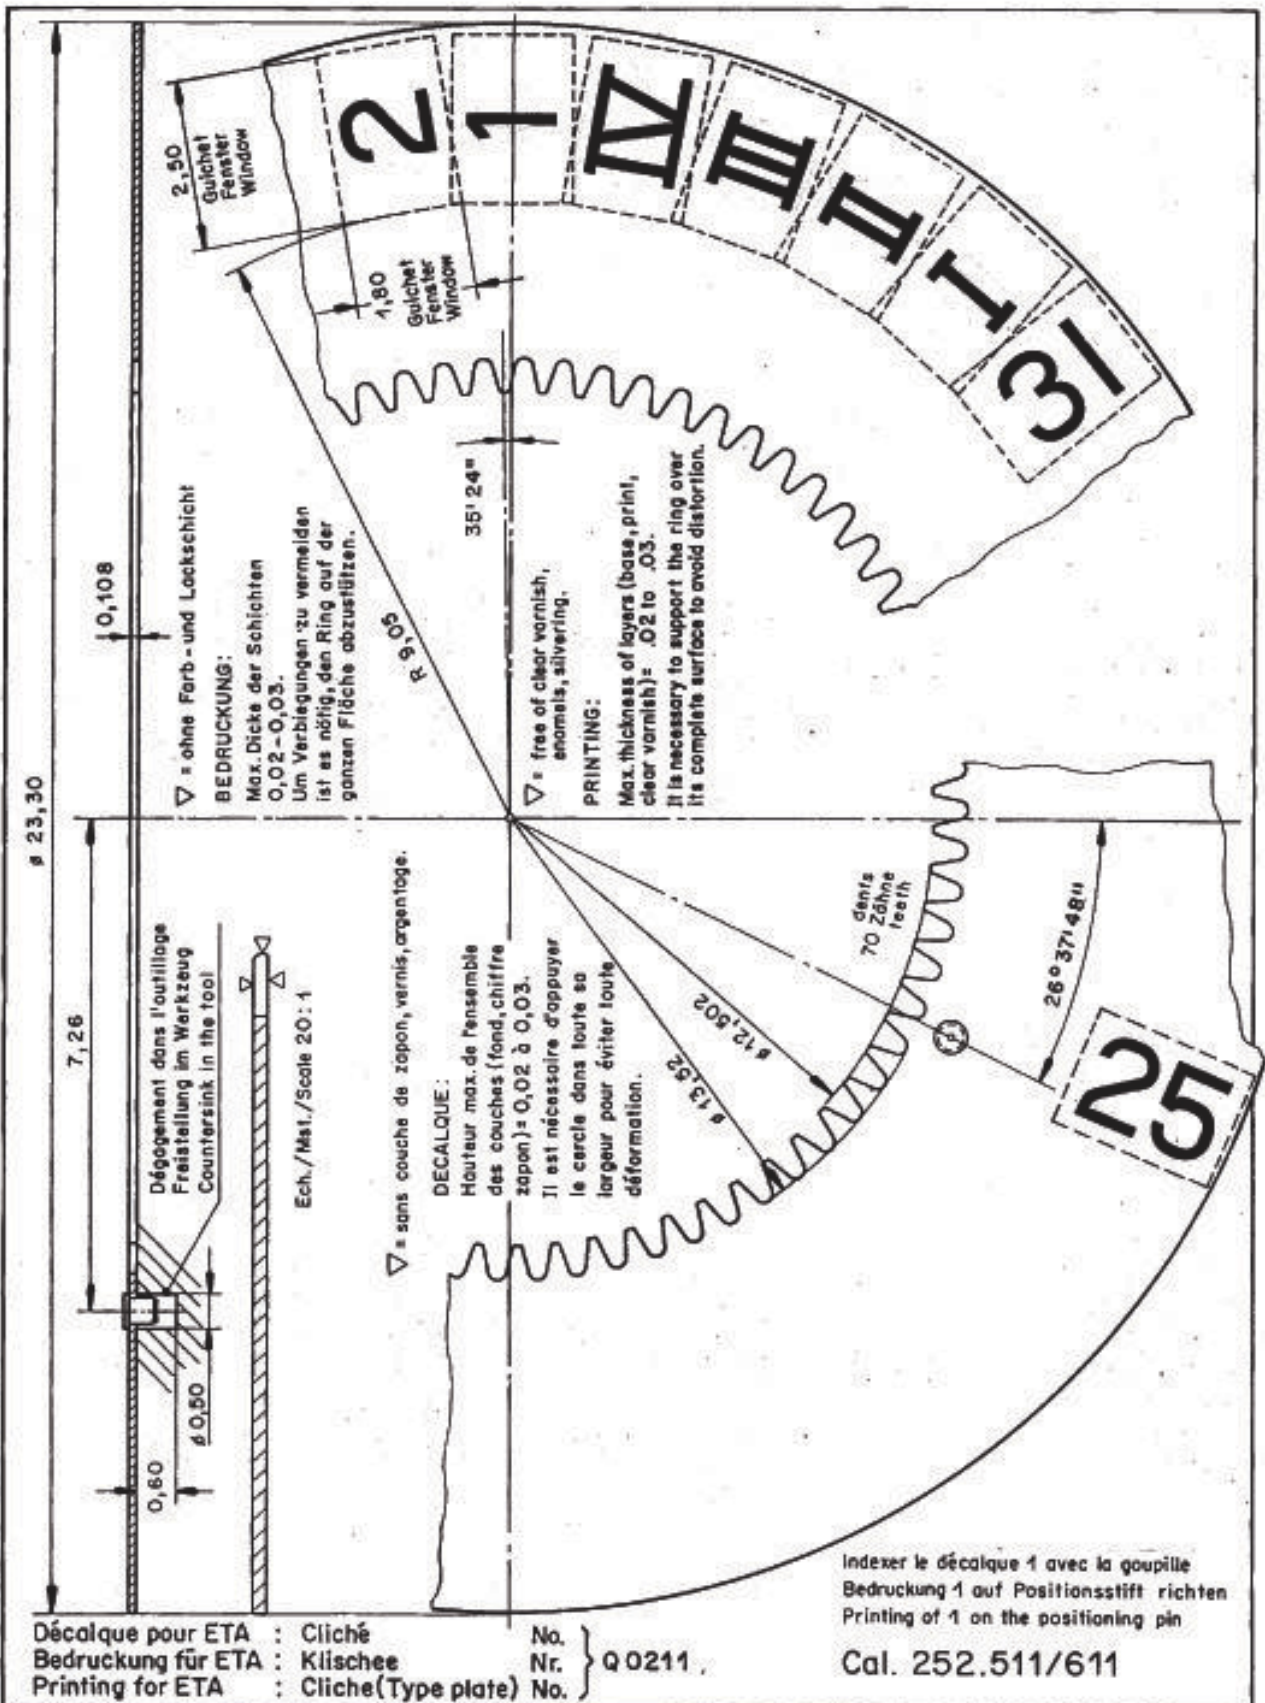 ø 23,30
0,108
7,26
2,50
Guichet
Fenster
Window
1,80
Guichet
Fenster
Window
2
1
IV
III
II
I
31
▽ = ohne Farb- und Lackschicht
BEDRUCKUNG:
Max. Dicke der Schichten
0,02-0,03.
Um Verbiegungen zu vermeiden
ist es nötig, den Ring auf der
ganzen Fläche abzustützen.
R 9,05
35' 24"
▽ = free of clear varnish,
enamels, silvering.
PRINTING:
Max. thickness of layers (base, print,
clear varnish) = .02 to .03.
It is necessary to support the ring over
its complete surface to avoid distortion.
Dégagement dans l'outillage
Freistellung im Werkzeug
Countersink in the tool
Ech./Mst./Scale 20:1
▽ = sans couche de zapon, vernis, argentage.
DECALQUE:
Hauteur max. de l'ensemble
des couches (fond, chiffre
zapon) = 0,02 à 0,03.
Il est nécessaire d'appuyer
le cercle dans toute sa
largeur pour éviter toute
déformation.
ø 13,52
ø 12,502
dents
70 Zähne
teeth
26° 37' 48"
25
ø 0,50
0,60
Indexer le décalque 1 avec la goupille
Bedruckung 1 auf Positionsstift richten
Printing of 1 on the positioning pin
Cal. 252.511/611
Décalque pour ETA : Cliché No.
Bedruckung für ETA : Klischee Nr. } Q 0211.
Printing for ETA : Cliche (Type plate) No.